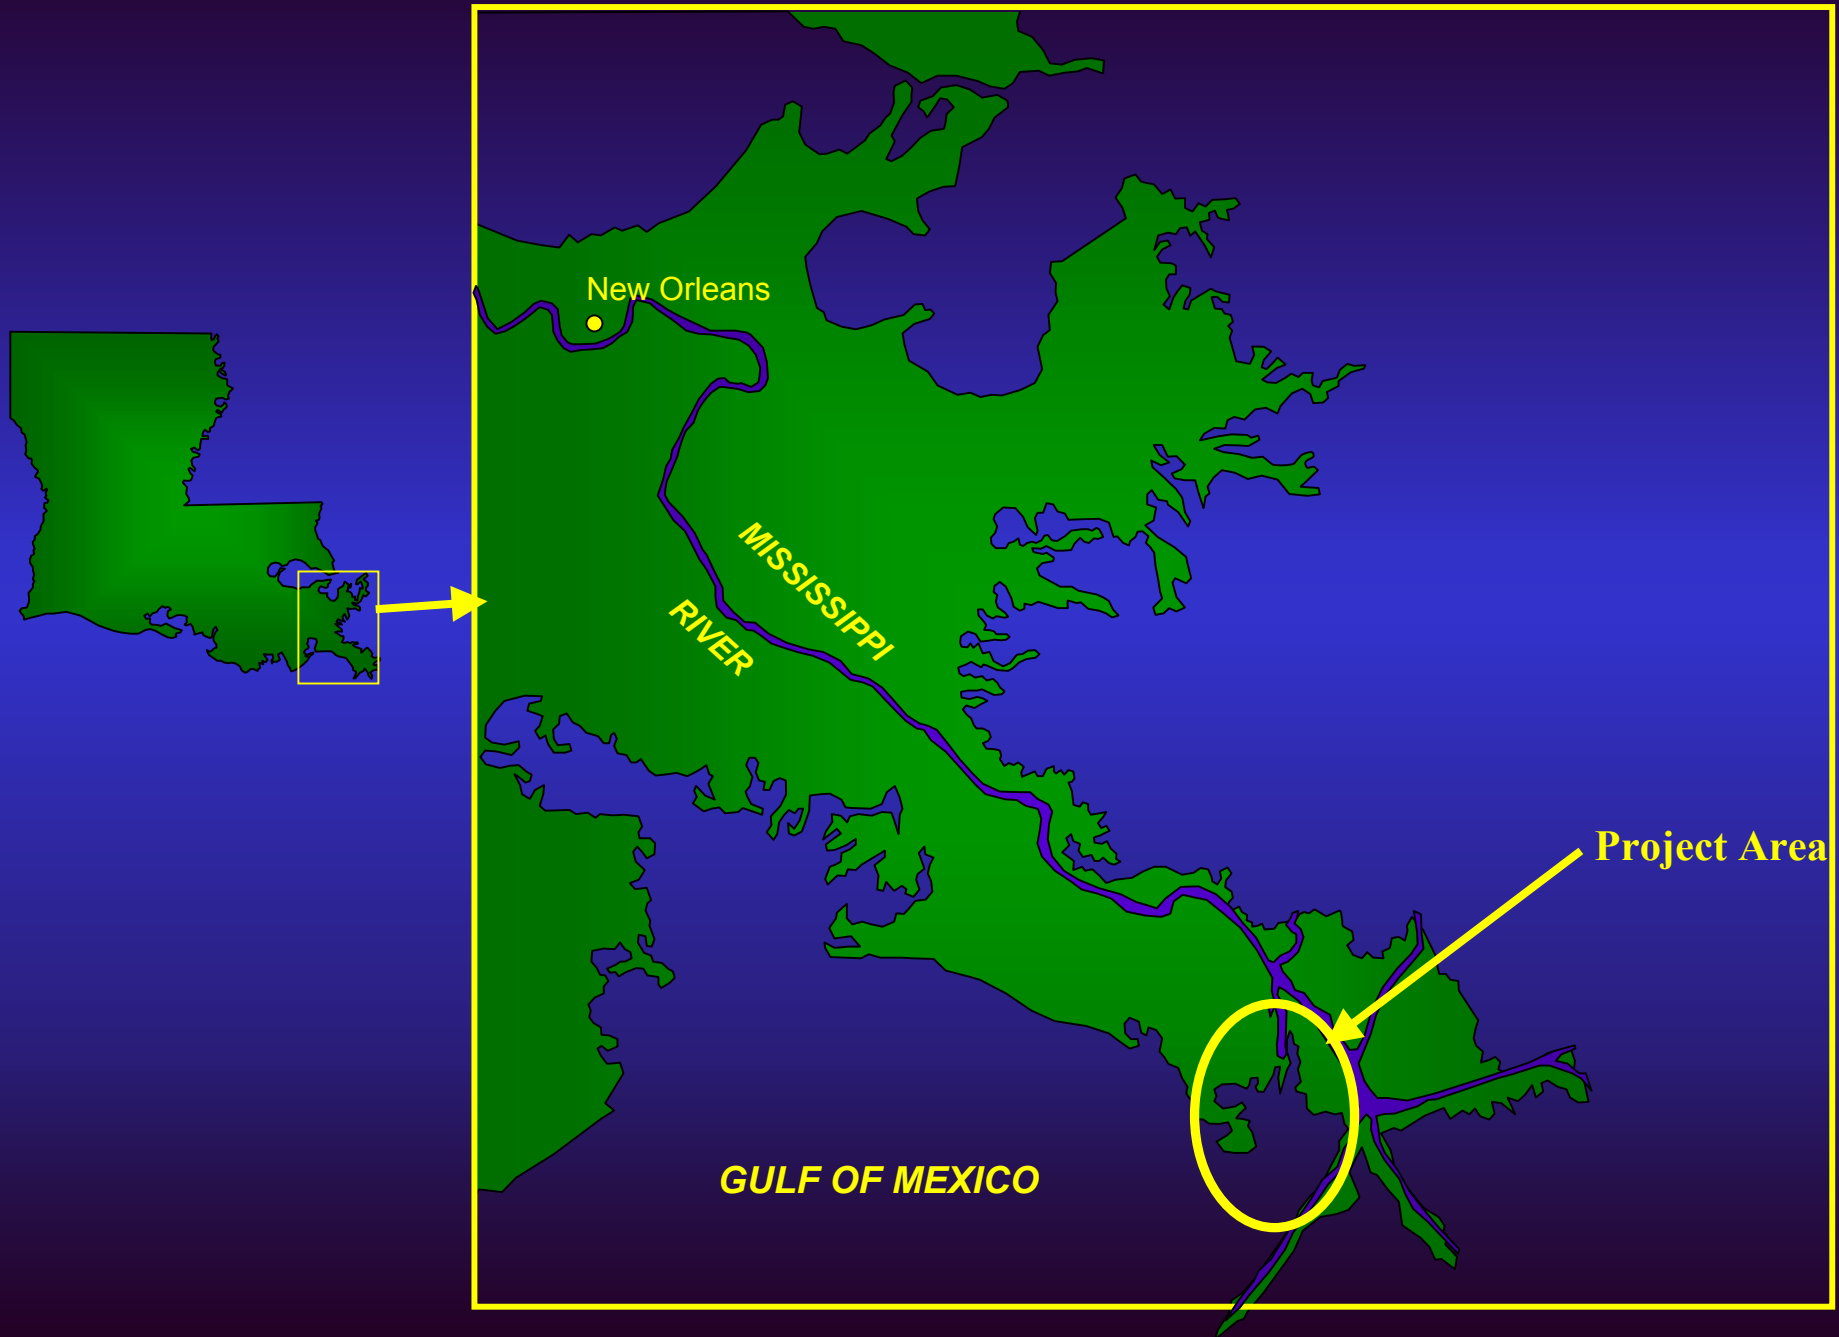 New Orleans
MISSISSIPPI
RIVER
Project Area
GULF OF MEXICO